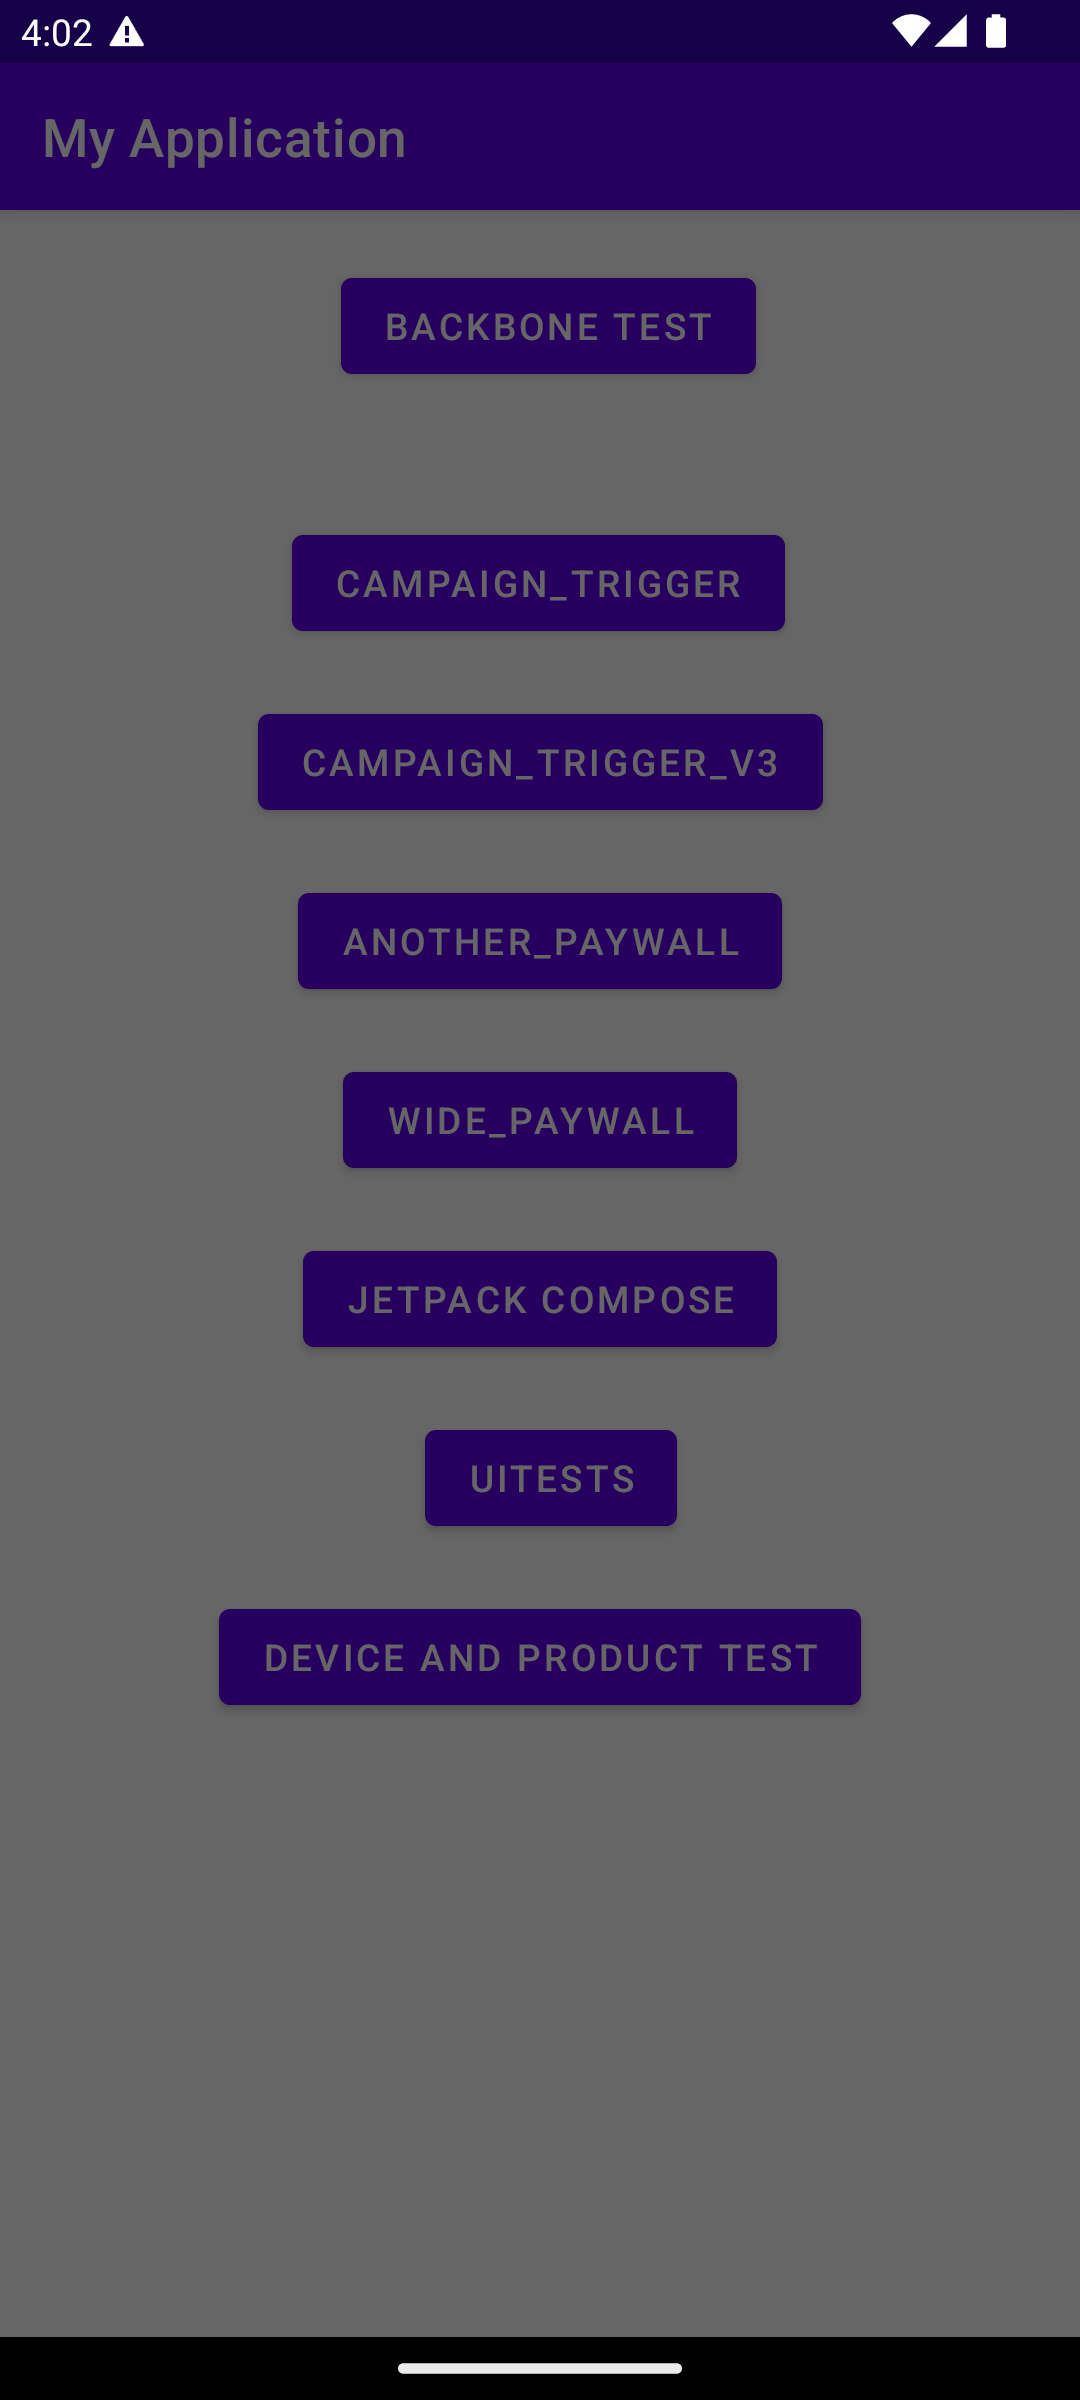 4:02
My Application
BACKBONE TEST
CAMPAIGN_TRIGGER
CAMPAIGN_TRIGGER_V3
ANOTHER_PAYWALL
WIDE_PAYWALL
JETPACK COMPOSE
UITESTS
DEVICE AND PRODUCT TEST